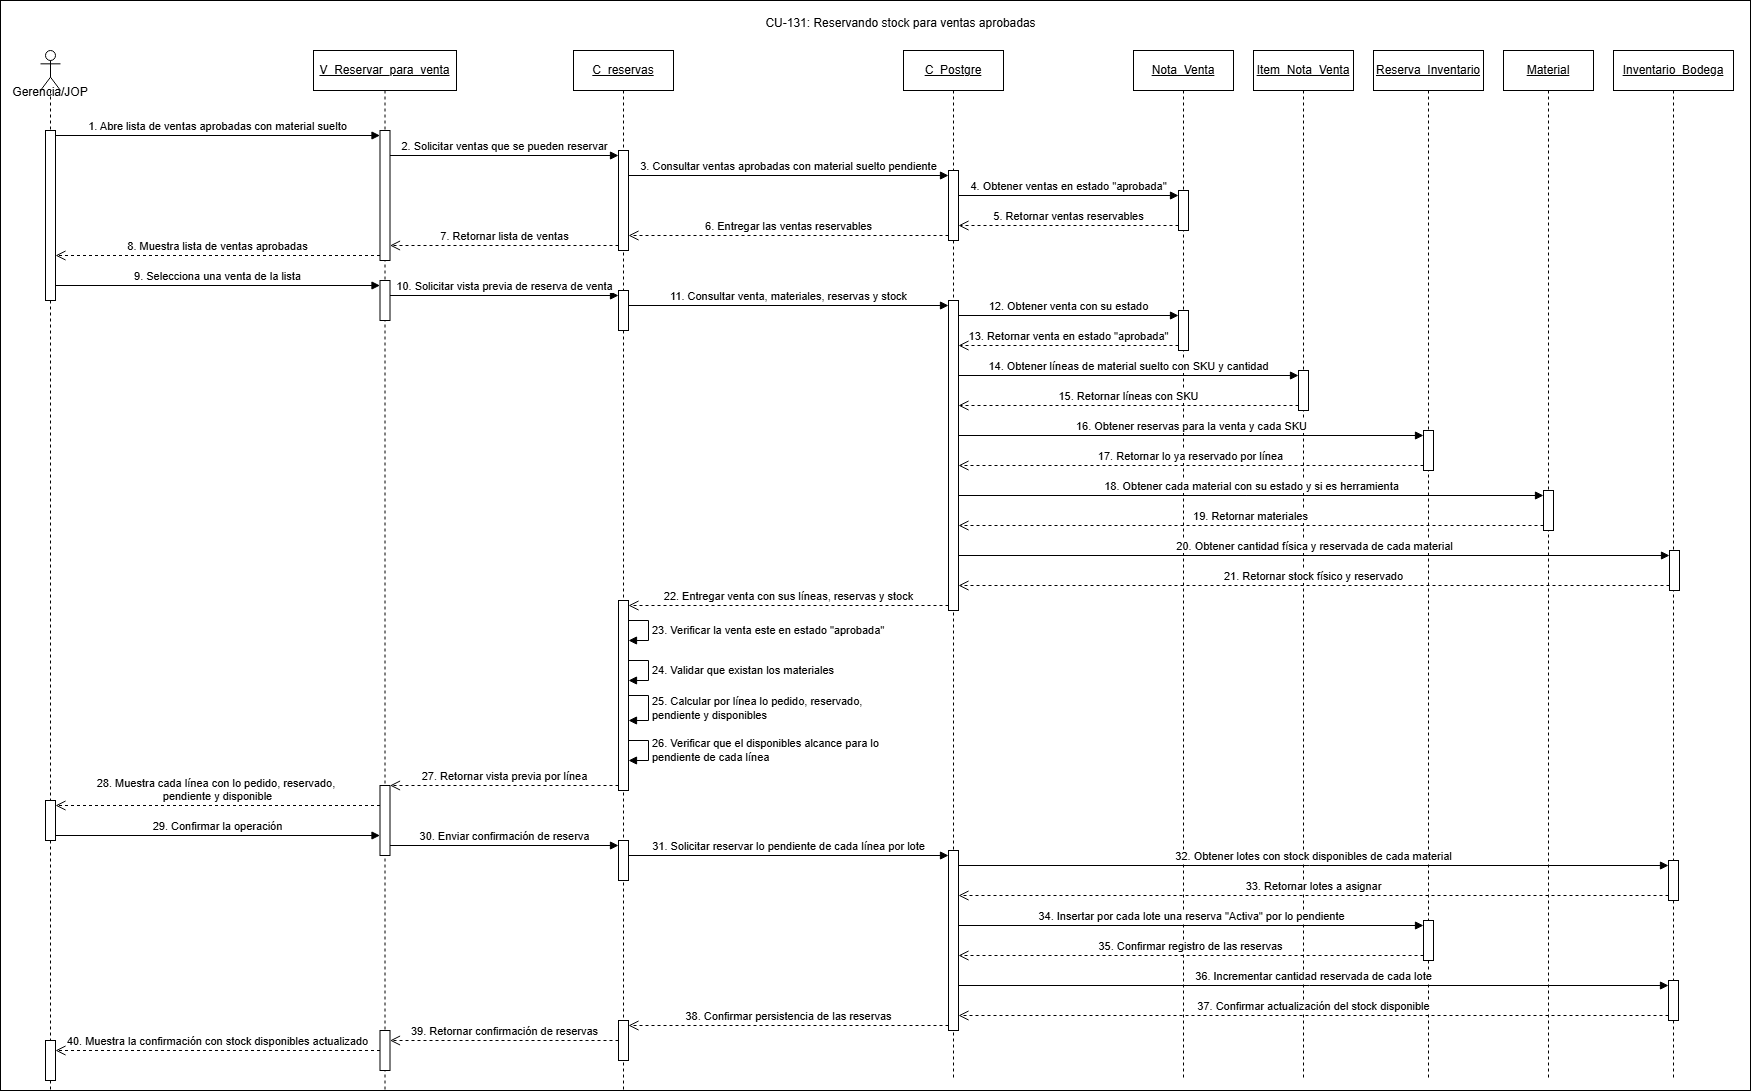 CU-131: Reservando stock para ventas aprobadas
Gerencia/JOP
V_Reservar_para_venta
C_reservas
C_Postgre
Nota_Venta
Item_Nota_Venta
Reserva_Inventario
Material
Inventario_Bodega
1. Abre lista de ventas aprobadas con material suelto
2. Solicitar ventas que se pueden reservar
3. Consultar ventas aprobadas con material suelto pendiente
4. Obtener ventas en estado "aprobada"
5. Retornar ventas reservables
6. Entregar las ventas reservables
7. Retornar lista de ventas
8. Muestra lista de ventas aprobadas
9. Selecciona una venta de la lista
10. Solicitar vista previa de reserva de venta
11. Consultar venta, materiales, reservas y stock
12. Obtener venta con su estado
13. Retornar venta en estado "aprobada"
14. Obtener líneas de material suelto con SKU y cantidad
15. Retornar líneas con SKU
16. Obtener reservas para la venta y cada SKU
17. Retornar lo ya reservado por línea
18. Obtener cada material con su estado y si es herramienta
19. Retornar materiales
20. Obtener cantidad física y reservada de cada material
21. Retornar stock físico y reservado
22. Entregar venta con sus líneas, reservas y stock
23. Verificar la venta este en estado "aprobada"
24. Validar que existan los materiales
25. Calcular por línea lo pedido, reservado,
pendiente y disponibles
26. Verificar que el disponibles alcance para lo
pendiente de cada línea
27. Retornar vista previa por línea
28. Muestra cada línea con lo pedido, reservado,
pendiente y disponible
29. Confirmar la operación
30. Enviar confirmación de reserva
31. Solicitar reservar lo pendiente de cada línea por lote
32. Obtener lotes con stock disponibles de cada material
33. Retornar lotes a asignar
34. Insertar por cada lote una reserva "Activa" por lo pendiente
35. Confirmar registro de las reservas
36. Incrementar cantidad reservada de cada lote
37. Confirmar actualización del stock disponible
38. Confirmar persistencia de las reservas
39. Retornar confirmación de reservas
40. Muestra la confirmación con stock disponibles actualizado